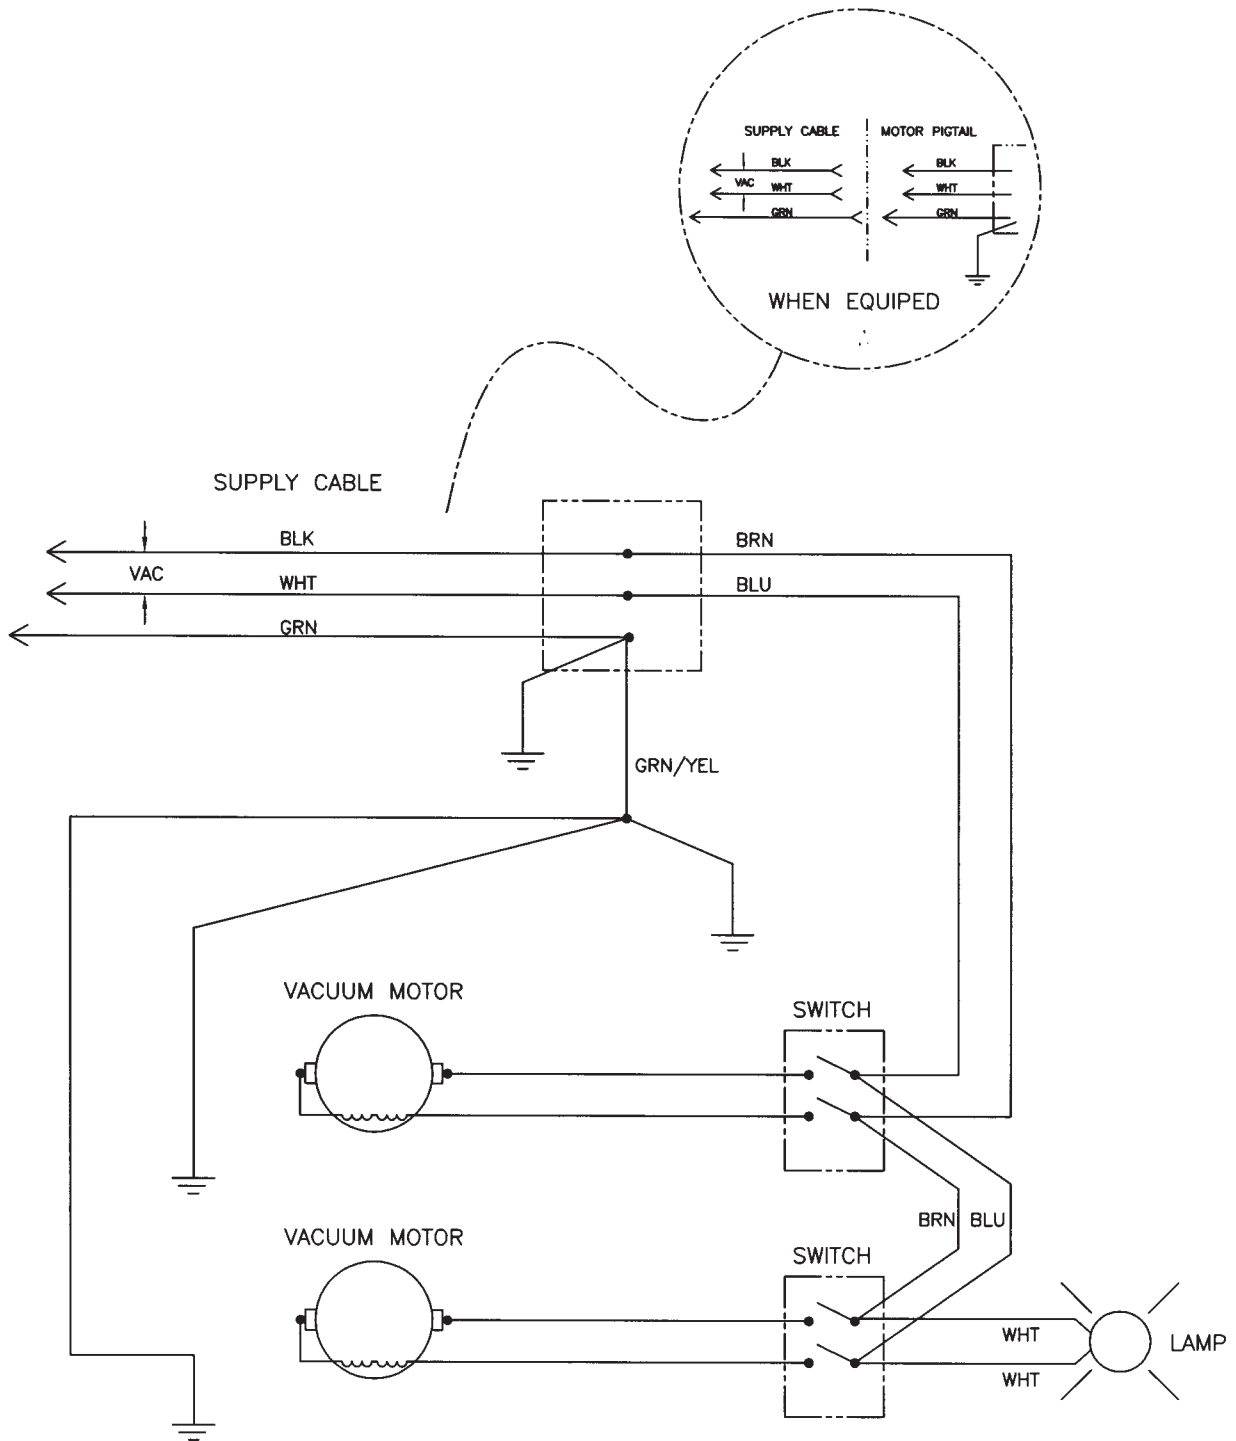 SUPPLY CABLE
MOTOR PIGTAIL
BLK
BLK
VAC
WHT
WHT
GRN
GRN
WHEN EQUIPED
SUPPLY CABLE
BLK
BRN
VAC
WHT
BLU
GRN
GRN/YEL
VACUUM MOTOR
SWITCH
BRN
BLU
VACUUM MOTOR
SWITCH
WHT
LAMP
WHT